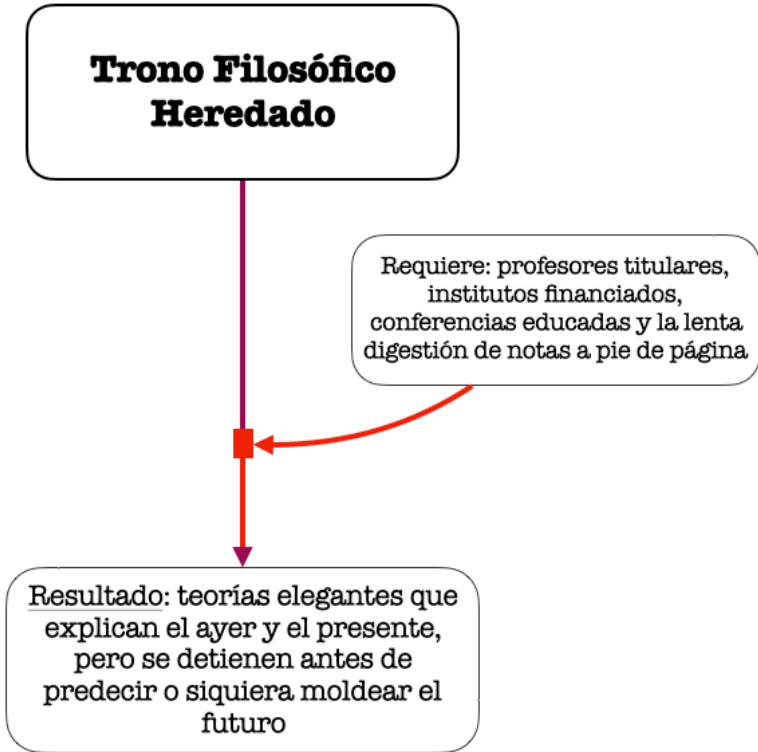 Trono Filosófico
Heredado
Requiere: profesores titulares,
institutos financiados,
conferencias educadas y la lenta
digestión de notas a pie de página
Resultado: teorías elegantes que
explican el ayer y el presente,
pero se detienen antes de
predecir o siquiera moldear el
futuro